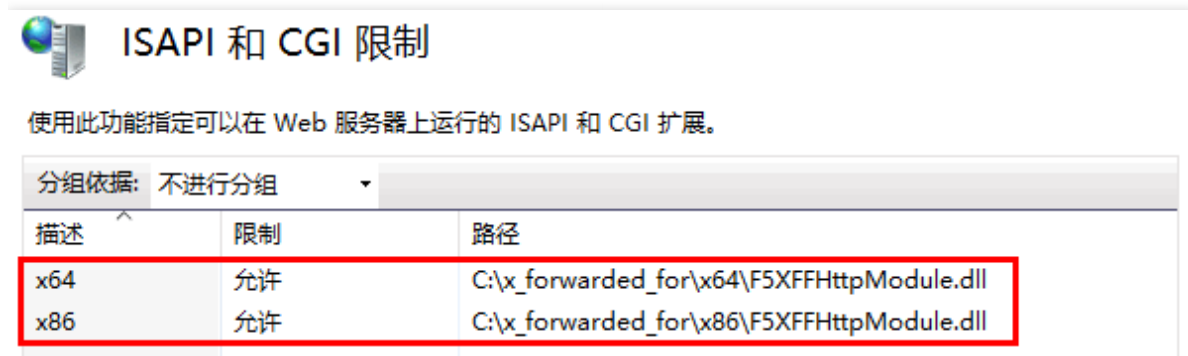 ISAPI 和 CGI 限制
使用此功能指定可以在 Web 服务器上运行的 ISAPI 和 CGI 扩展。
分组依据: 不进行分组
描述 限制 路径
x64 允许 C:\x_forwarded_for\x64\F5XFFHttpModule.dll
x86 允许 C:\x_forwarded_for\x86\F5XFFHttpModule.dll